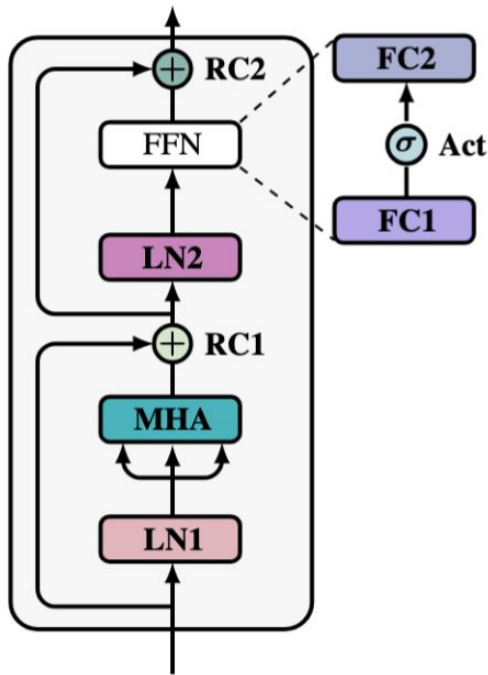 RC2
FC2
FFN
σ Act
FC1
LN2
RC1
MHA
LN1